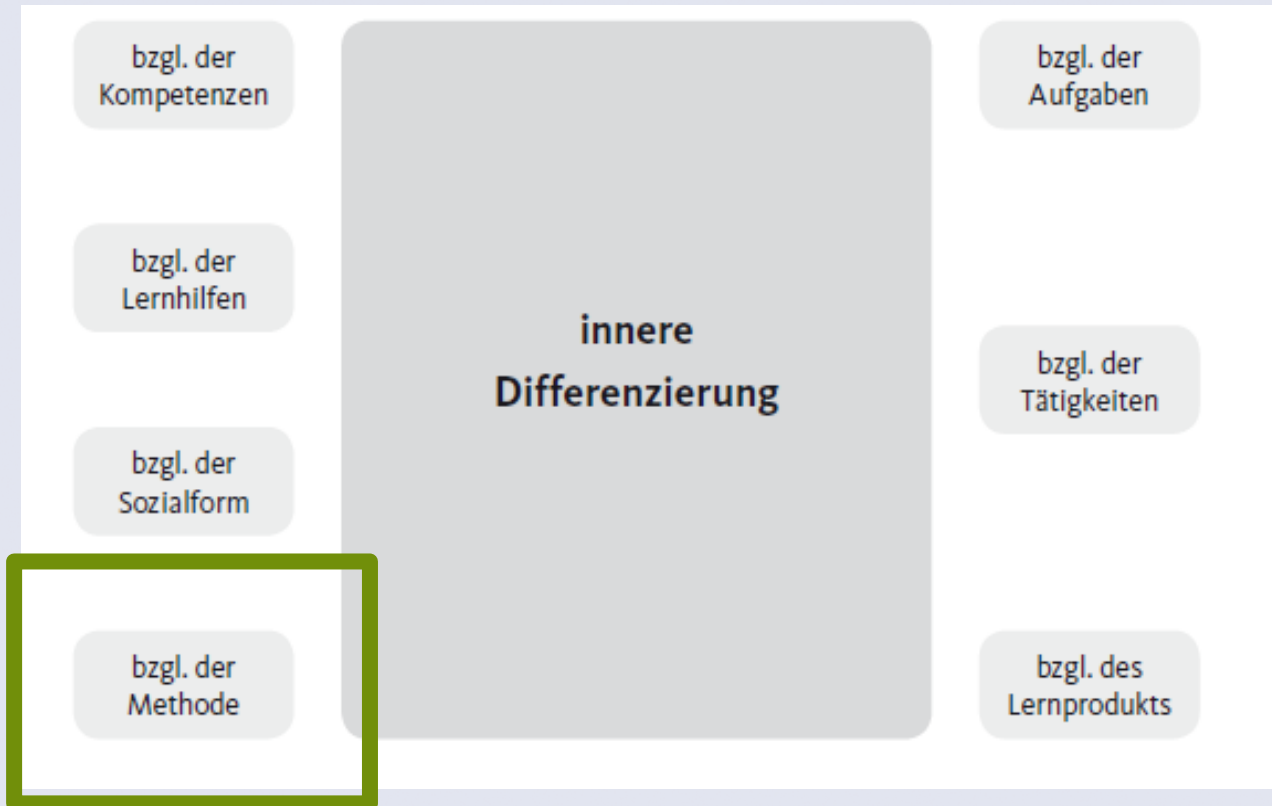 bzgl. der
Kompetenzen
bzgl. der
Lernhilfen
bzgl. der
Sozialform
bzgl. der
Methode
innere
Differenzierung
bzgl. der
Aufgaben
bzgl. der
Tätigkeiten
bzgl. des
Lernprodukts